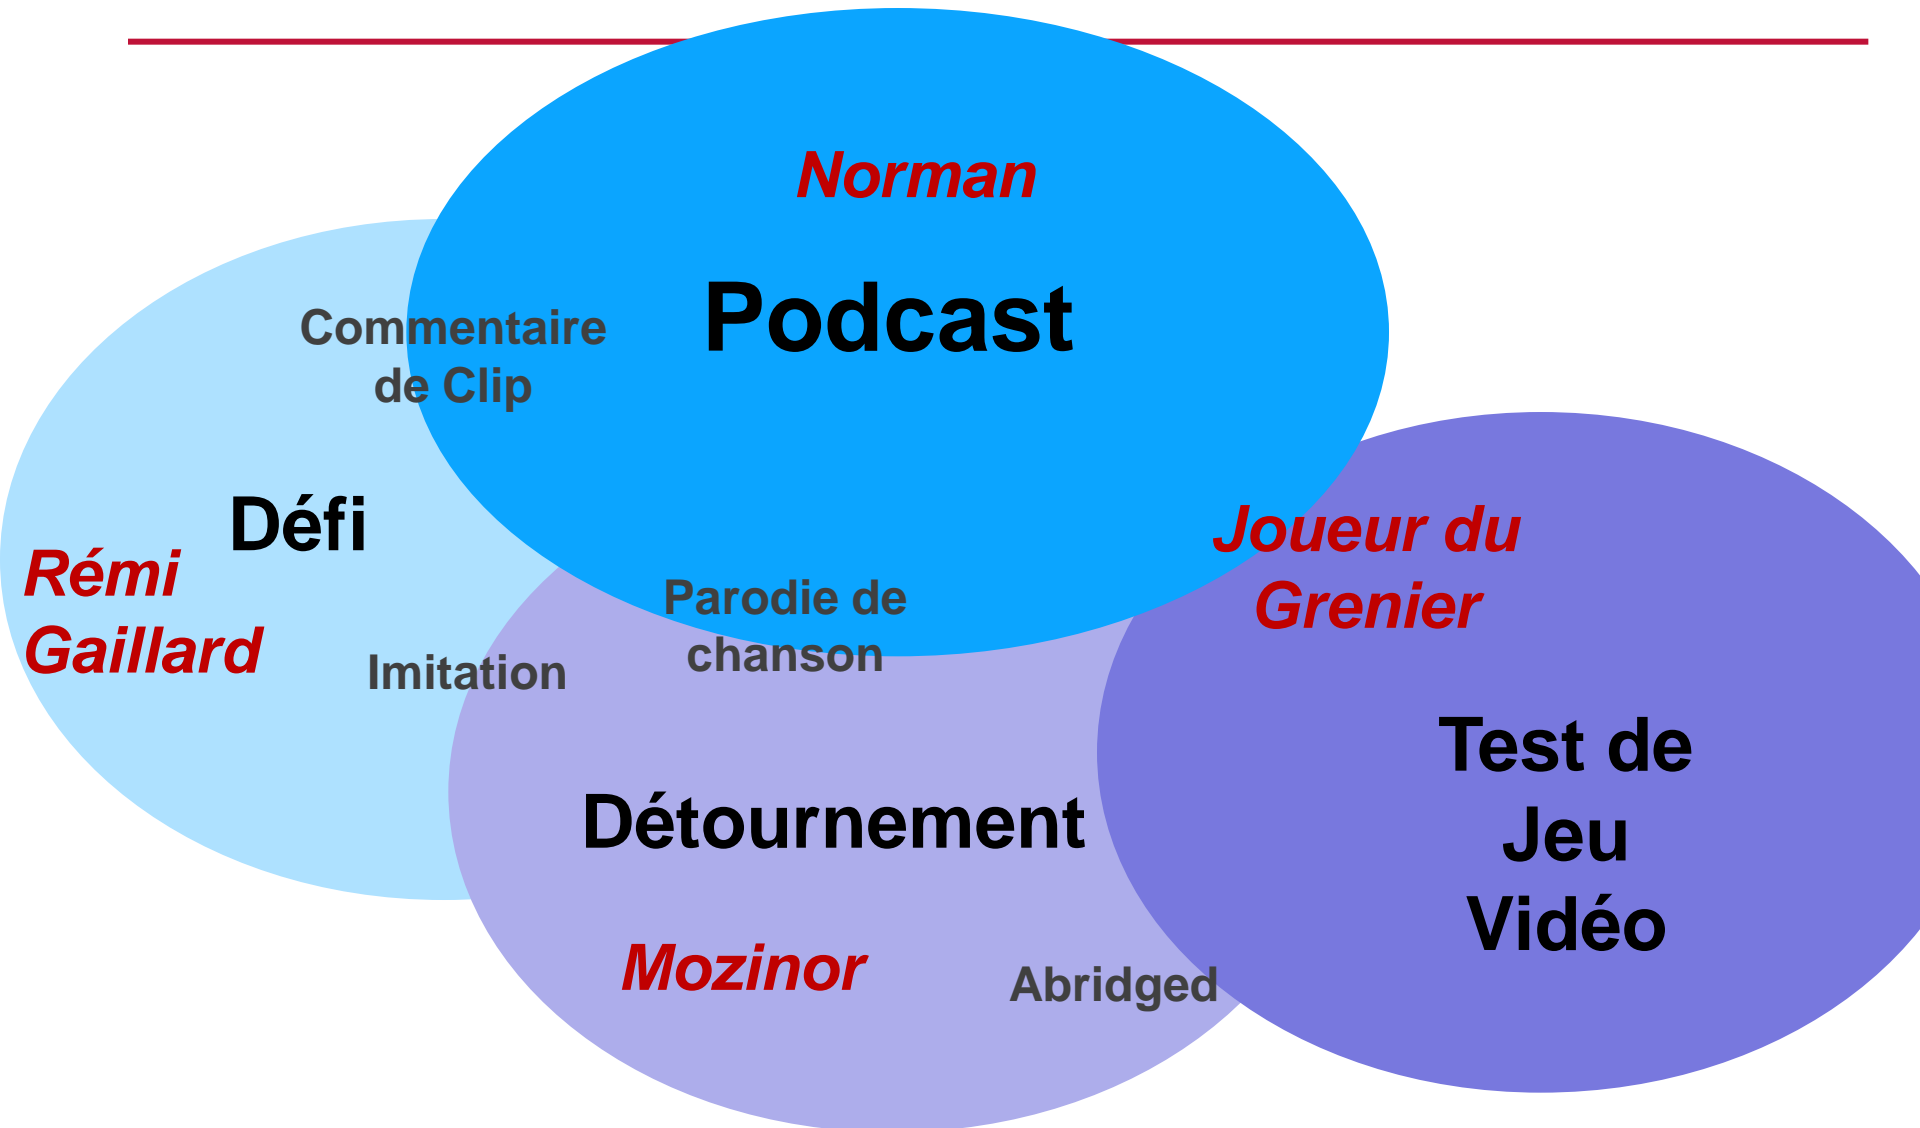 Norman
Podcast
Commentaire
de Clip
Défi
Rémi
Gaillard
Imitation
Parodie de
chanson
Joueur du
Grenier
Test de
Jeu
Vidéo
Détournement
Mozinor
Abridged